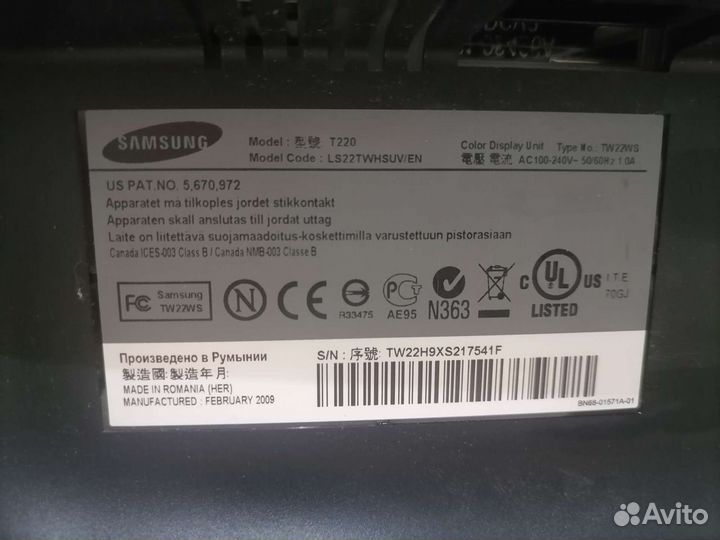 SAMSUNG
Model : 型號 T220
Model Code : LS22TWHSUV/EN
Color Display Unit Type No.: TW22WS
電壓 電流 AC100-240V~ 50/60Hz 1.0A
US PAT.NO. 5,670,972
Apparatet må tilkoples jordet stikkontakt
Apparaten skall anslutas till jordat uttag
Laite on liitettävä suojamaadoitus-koskettimilla varustettuun pistorasiaan
Canada ICES-003 Class B / Canada NMB-003 Classe B
FC Samsung
TW22WS
N
CE
R33475
PCT
AE95
N363
C UL US
LISTED
I.T.E
70GJ
Произведено в Румынии
製造國:製造年月:
MADE IN ROMANIA (HER)
MANUFACTURED : FEBRUARY 2009
S/N : 序號: TW22H9XS217541F
BN68-01571A-01
Avito